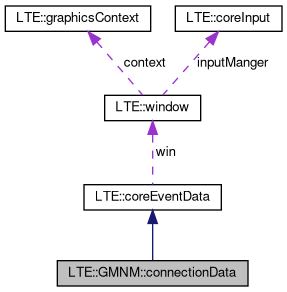 LTE::graphicsContext
LTE::coreInput
context
inputManger
LTE::window
win
LTE::coreEventData
LTE::GMNM::connectionData